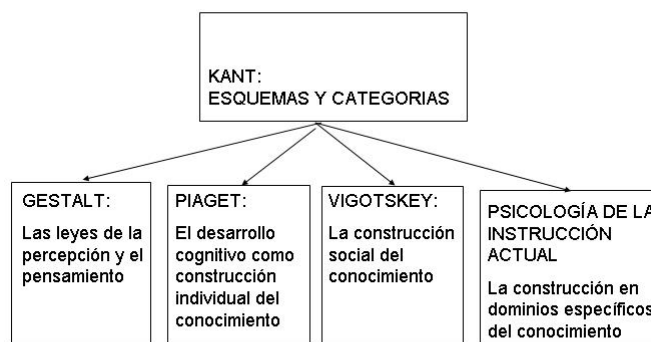 KANT:
ESQUEMAS Y CATEGORIAS
GESTALT:
Las leyes de la
percepción y el
pensamiento
PIAGET:
El desarrollo
cognitivo como
construcción
individual del
conocimiento
VIGOTSKEY:
La construcción
social del
conocimiento
PSICOLOGÍA DE LA
INSTRUCCIÓN
ACTUAL
La construcción en
dominios específicos
del conocimiento